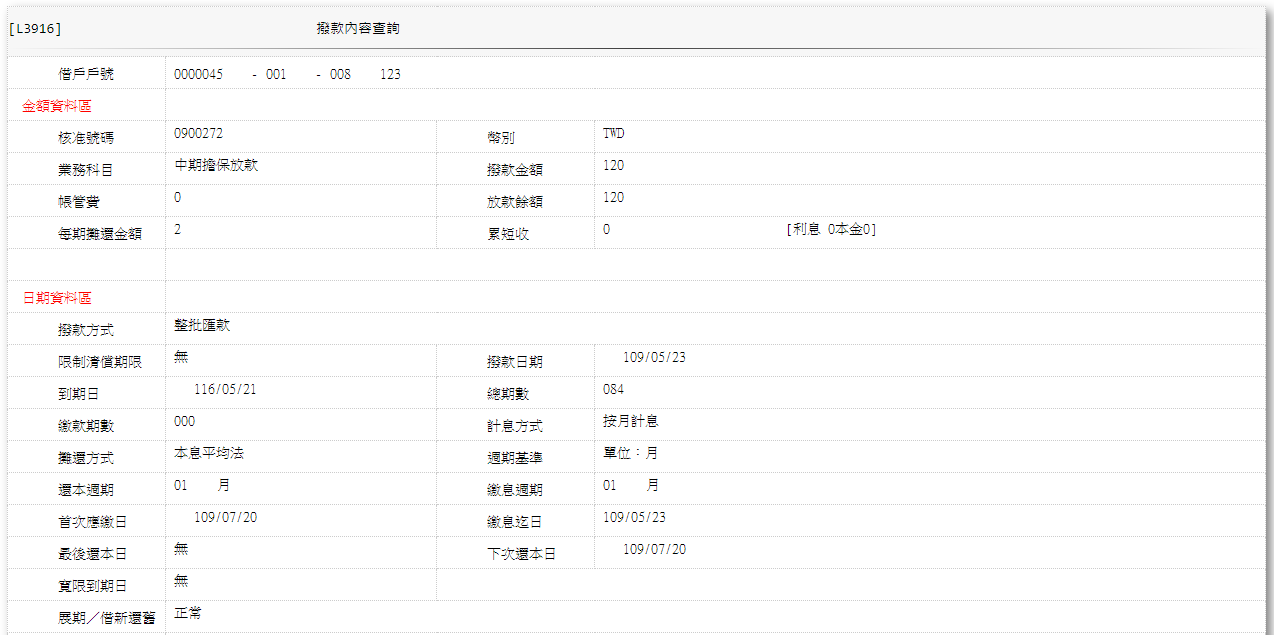 [L3916] 撥款內容查詢
借戶戶號 0000045 - 001 - 008 123
金額資料區
核准號碼 0900272 幣別 TWD
業務科目 中期擔保放款 撥款金額 120
帳管費 0 放款餘額 120
每期攤還金額 2 累短收 0 [利息 0本金0]
日期資料區
撥款方式 整批匯款
限制清償期限 無 撥款日期 109/05/23
到期日 116/05/21 總期數 084
繳款期數 000 計息方式 按月計息
攤還方式 本息平均法 週期基準 單位：月
還本週期 01 月 繳息週期 01 月
首次應繳日 109/07/20 繳息迄日 109/05/23
最後還本日 無 下次還本日 109/07/20
寬限到期日 無
展期／借新還舊 正常